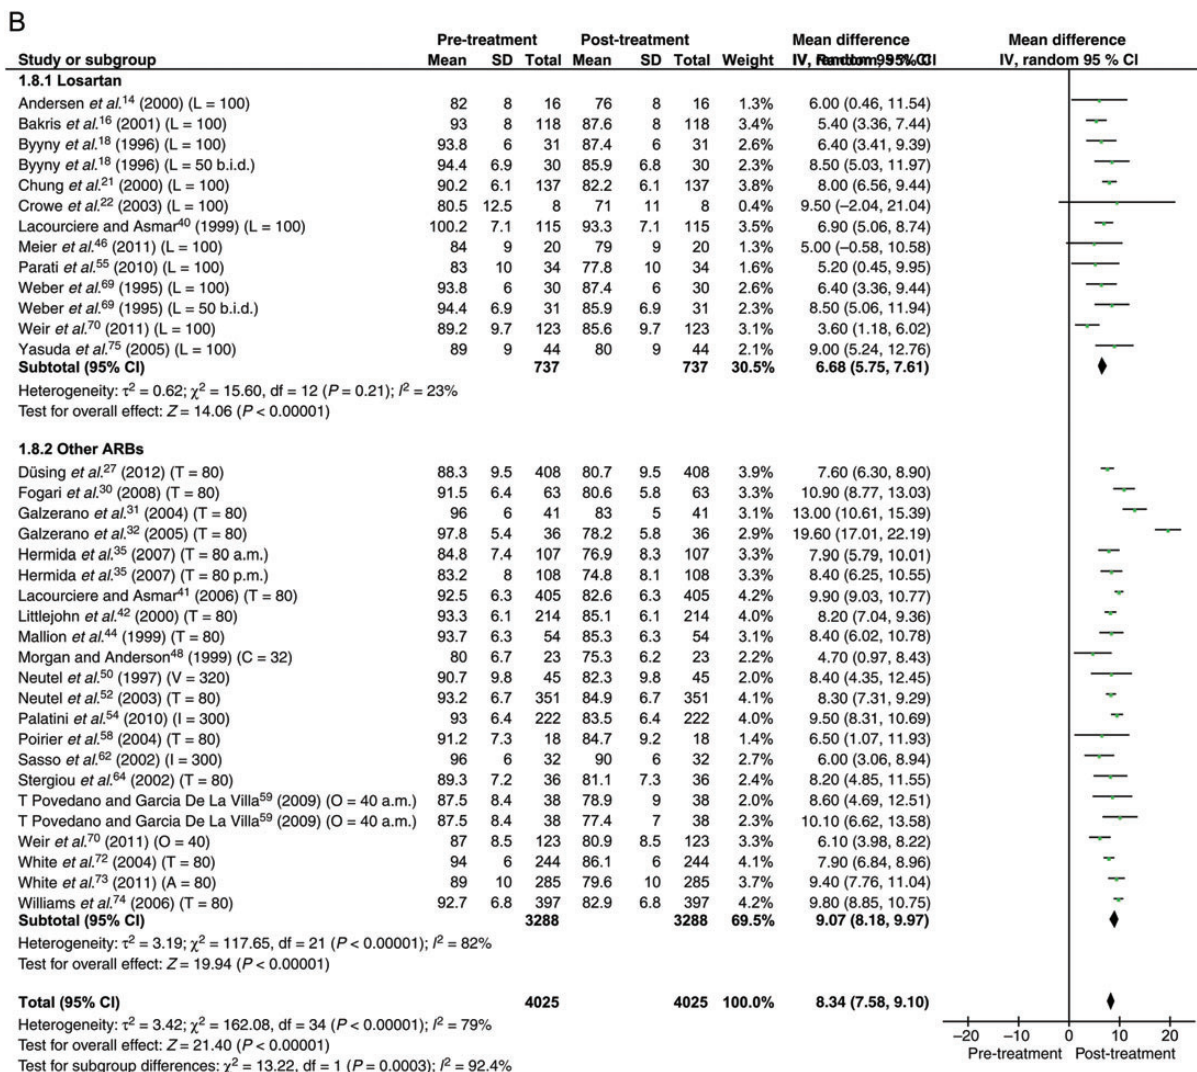 B
Pre-treatment Post-treatment Mean difference Mean difference
Study or subgroup Mean SD Total Mean SD Total Weight IV, Random, 95% CI IV, random 95 % CI
1.8.1 Losartan
Andersen et al.14 (2000) (L = 100) 82 8 16 76 8 16 1.3% 6.00 (0.46, 11.54)
Bakris et al.16 (2001) (L = 100) 93 8 118 87.6 8 118 3.4% 5.40 (3.36, 7.44)
Byyny et al.18 (1996) (L = 100) 93.8 6 31 87.4 6 31 2.6% 6.40 (3.41, 9.39)
Byyny et al.18 (1996) (L = 50 b.i.d.) 94.4 6.9 30 85.9 6.8 30 2.3% 8.50 (5.03, 11.97)
Chung et al.21 (2000) (L = 100) 90.2 6.1 137 82.2 6.1 137 3.8% 8.00 (6.56, 9.44)
Crowe et al.22 (2003) (L = 100) 80.5 12.5 8 71 11 8 0.4% 9.50 (−2.04, 21.04)
Lacourciere and Asmar40 (1999) (L = 100) 100.2 7.1 115 93.3 7.1 115 3.5% 6.90 (5.06, 8.74)
Meier et al.46 (2011) (L = 100) 84 9 20 79 9 20 1.3% 5.00 (−0.58, 10.58)
Parati et al.55 (2010) (L = 100) 83 10 34 77.8 10 34 1.6% 5.20 (0.45, 9.95)
Weber et al.69 (1995) (L = 100) 93.8 6 30 87.4 6 30 2.6% 6.40 (3.36, 9.44)
Weber et al.69 (1995) (L = 50 b.i.d.) 94.4 6.9 31 85.9 6.9 31 2.3% 8.50 (5.06, 11.94)
Weir et al.70 (2011) (L = 100) 89.2 9.7 123 85.6 9.7 123 3.1% 3.60 (1.18, 6.02)
Yasuda et al.75 (2005) (L = 100) 89 9 44 80 9 44 2.1% 9.00 (5.24, 12.76)
Subtotal (95% CI) 737 737 30.5% 6.68 (5.75, 7.61)
Heterogeneity: τ2 = 0.62; χ2 = 15.60, df = 12 (P = 0.21); I2 = 23%
Test for overall effect: Z = 14.06 (P < 0.00001)
1.8.2 Other ARBs
Düsing et al.27 (2012) (T = 80) 88.3 9.5 408 80.7 9.5 408 3.9% 7.60 (6.30, 8.90)
Fogari et al.30 (2008) (T = 80) 91.5 6.4 63 80.6 5.8 63 3.3% 10.90 (8.77, 13.03)
Galzerano et al.31 (2004) (T = 80) 96 6 41 83 5 41 3.1% 13.00 (10.61, 15.39)
Galzerano et al.32 (2005) (T = 80) 97.8 5.4 36 78.2 5.8 36 2.9% 19.60 (17.01, 22.19)
Hermida et al.35 (2007) (T = 80 a.m.) 84.8 7.4 107 76.9 8.3 107 3.3% 7.90 (5.79, 10.01)
Hermida et al.35 (2007) (T = 80 p.m.) 83.2 8 108 74.8 8.1 108 3.3% 8.40 (6.25, 10.55)
Lacourciere and Asmar41 (2006) (T = 80) 92.5 6.3 405 82.6 6.3 405 4.2% 9.90 (9.03, 10.77)
Littlejohn et al.42 (2000) (T = 80) 93.3 6.1 214 85.1 6.1 214 4.0% 8.20 (7.04, 9.36)
Mallion et al.44 (1999) (T = 80) 93.7 6.3 54 85.3 6.3 54 3.1% 8.40 (6.02, 10.78)
Morgan and Anderson48 (1999) (C = 32) 80 6.7 23 75.3 6.2 23 2.2% 4.70 (0.97, 8.43)
Neutel et al.50 (1997) (V = 320) 90.7 9.8 45 82.3 9.8 45 2.0% 8.40 (4.35, 12.45)
Neutel et al.52 (2003) (T = 80) 93.2 6.7 351 84.9 6.7 351 4.1% 8.30 (7.31, 9.29)
Palatini et al.54 (2010) (I = 300) 93 6.4 222 83.5 6.4 222 4.0% 9.50 (8.31, 10.69)
Poirier et al.58 (2004) (T = 80) 91.2 7.3 18 84.7 9.2 18 1.4% 6.50 (1.07, 11.93)
Sasso et al.62 (2002) (I = 300) 96 6 32 90 6 32 2.7% 6.00 (3.06, 8.94)
Stergiou et al.64 (2002) (T = 80) 89.3 7.2 36 81.1 7.3 36 2.4% 8.20 (4.85, 11.55)
T Povedano and Garcia De La Villa59 (2009) (O = 40 a.m.) 87.5 8.4 38 78.9 9 38 2.0% 8.60 (4.69, 12.51)
T Povedano and Garcia De La Villa59 (2009) (O = 40 a.m.) 87.5 8.4 38 77.4 7 38 2.3% 10.10 (6.62, 13.58)
Weir et al.70 (2011) (O = 40) 87 8.5 123 80.9 8.5 123 3.3% 6.10 (3.98, 8.22)
White et al.72 (2004) (T = 80) 94 6 244 86.1 6 244 4.1% 7.90 (6.84, 8.96)
White et al.73 (2011) (A = 80) 89 10 285 79.6 10 285 3.7% 9.40 (7.76, 11.04)
Williams et al.74 (2006) (T = 80) 92.7 6.8 397 82.9 6.8 397 4.2% 9.80 (8.85, 10.75)
Subtotal (95% CI) 3288 3288 69.5% 9.07 (8.18, 9.97)
Heterogeneity: τ2 = 3.19; χ2 = 117.65, df = 21 (P < 0.00001); I2 = 82%
Test for overall effect: Z = 19.94 (P < 0.00001)
Total (95% CI) 4025 4025 100.0% 8.34 (7.58, 9.10)
Heterogeneity: τ2 = 3.42; χ2 = 162.08, df = 34 (P < 0.00001); I2 = 79%
Test for overall effect: Z = 21.40 (P < 0.00001)
Test for subgroup differences: χ2 = 13.22, df = 1 (P = 0.0003); I2 = 92.4%
−20 −10 0 10 20
Pre-treatment Post-treatment